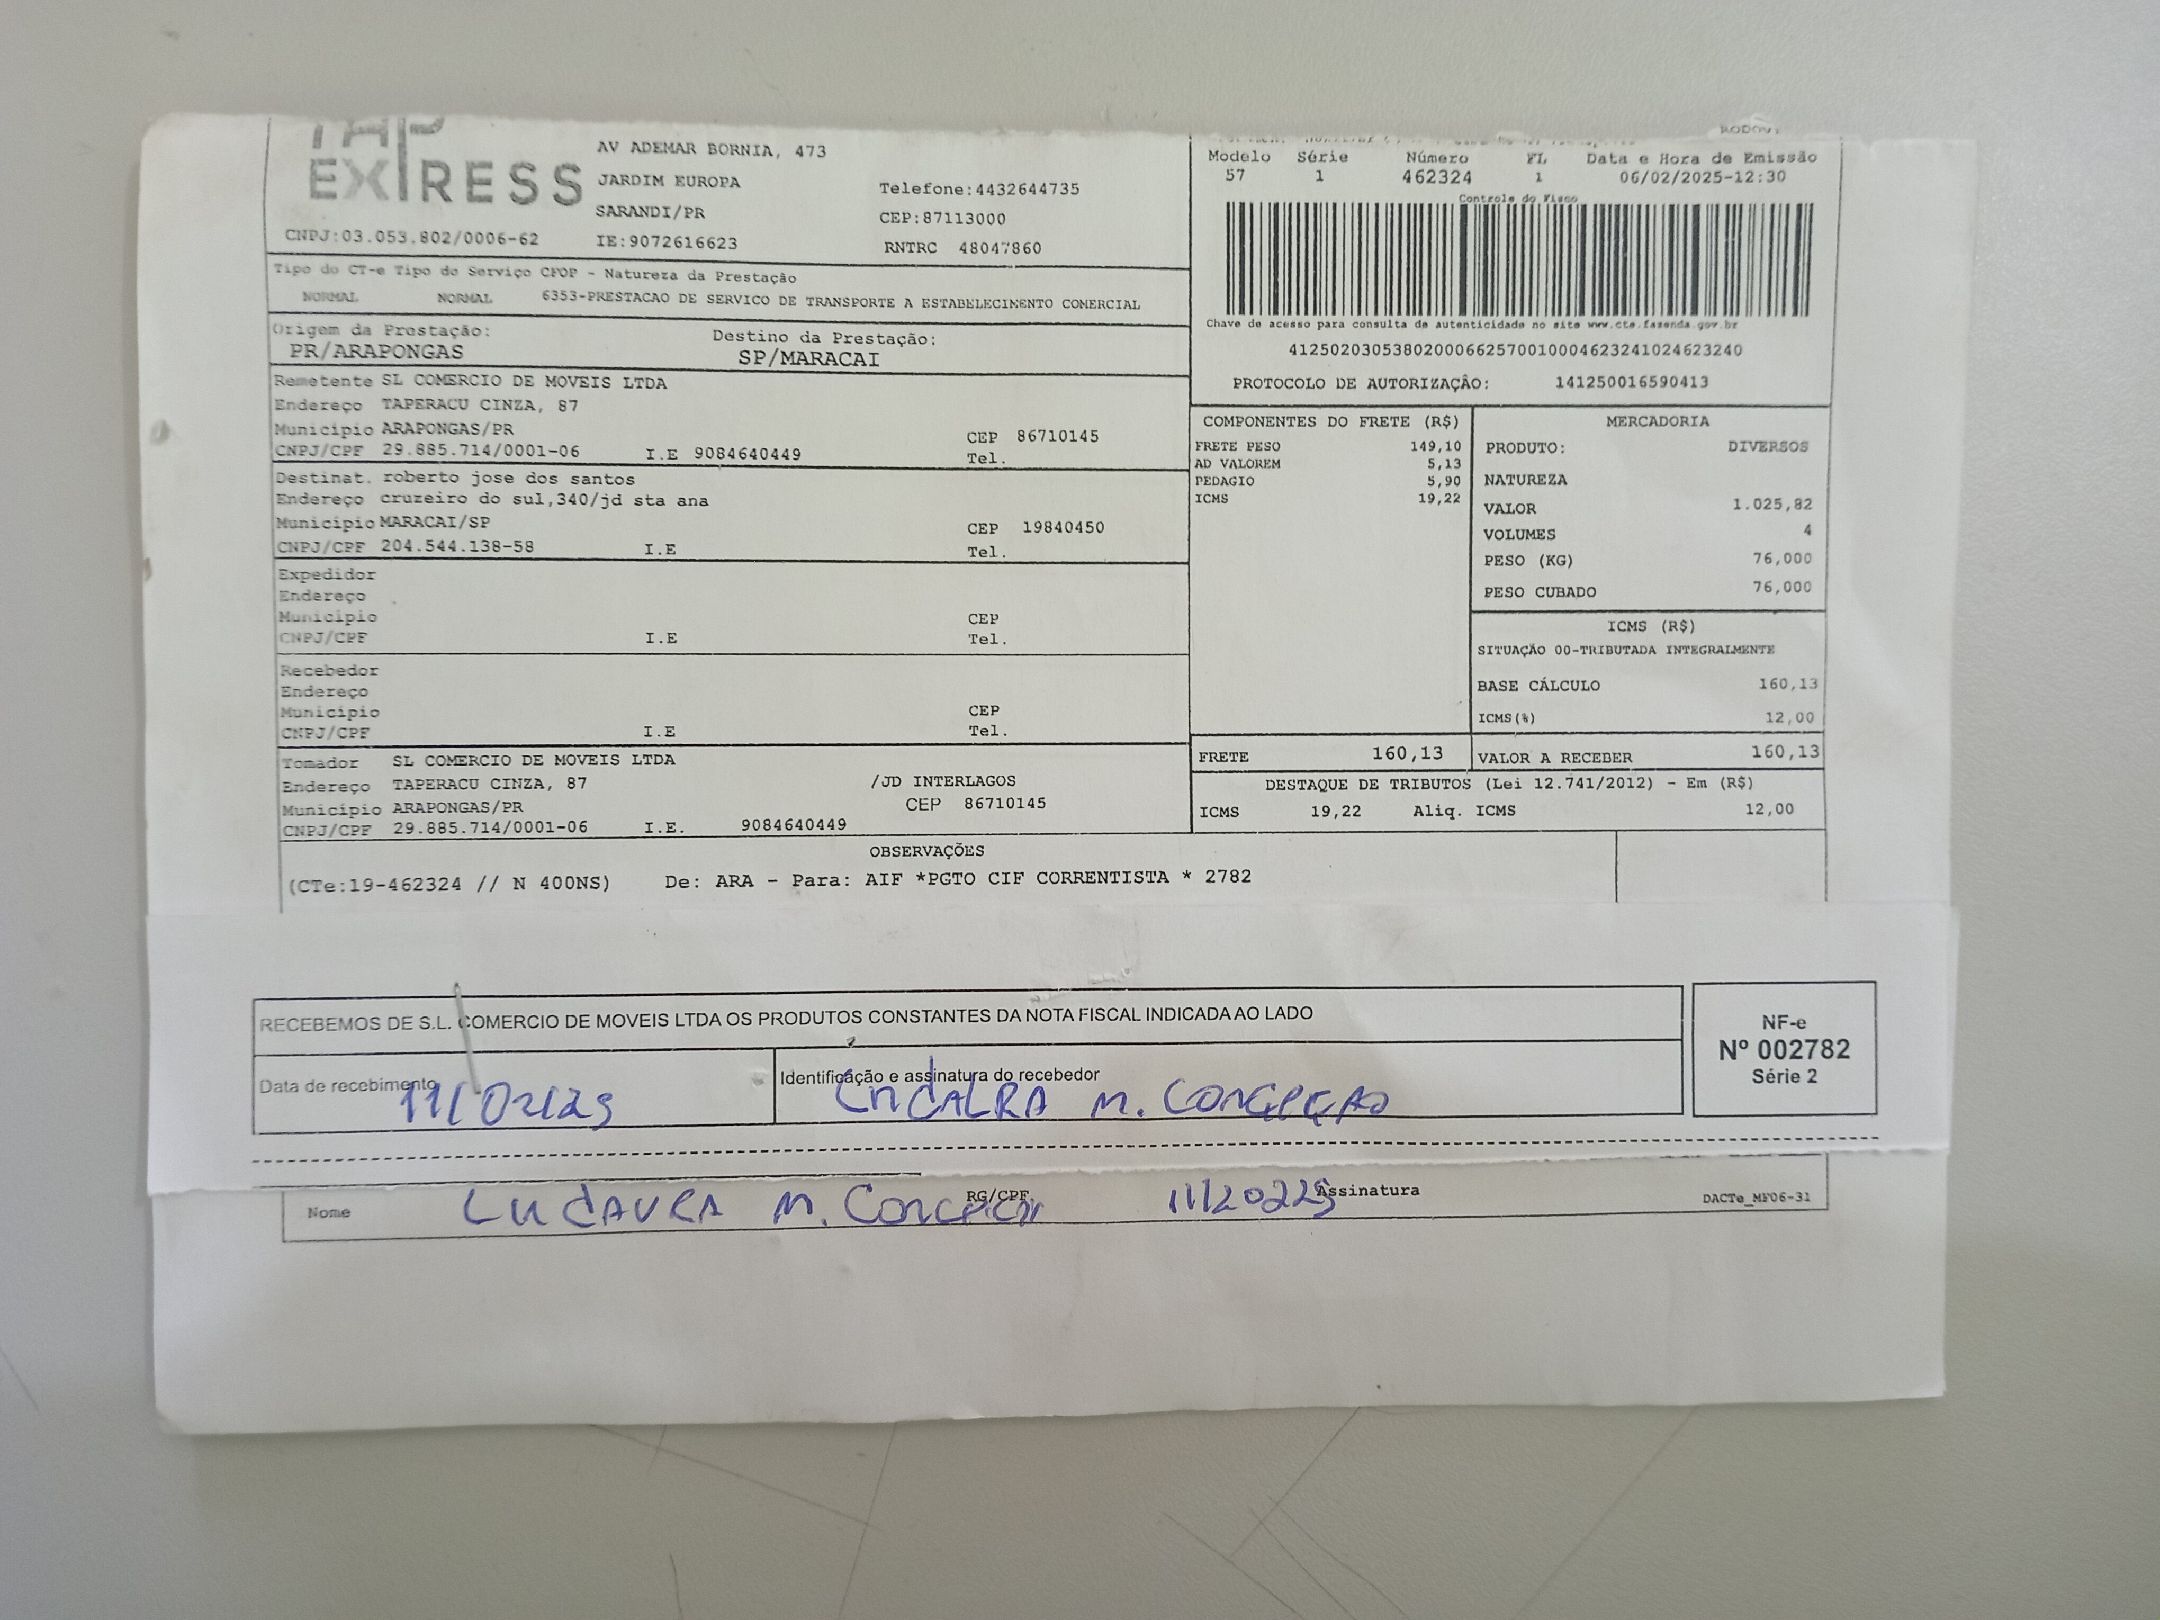 TAP
EXPRESS
AV ADEMAR BORNIA, 473
JARDIM EUROPA
SARANDI/PR
Telefone:4432644735
CEP:87113000
CNPJ:03.053.802/0006-62 IE:9072616623 RNTRC 48047860
Modelo Série Número FL Data e Hora de Emissão
57 1 462324 1 06/02/2025-12:30
Controle do Fisco
Tipo do CT-e Tipo do Serviço CFOP - Natureza da Prestação
NORMAL NORMAL 6353-PRESTACAO DE SERVICO DE TRANSPORTE A ESTABELECIMENTO COMERCIAL
Chave de acesso para consulta de autenticidade no site www.cte.fazenda.gov.br
41250203053802000662570010004623241024623240
PROTOCOLO DE AUTORIZAÇÂO: 141250016590413
Origem da Prestação: Destino da Prestação:
PR/ARAPONGAS SP/MARACAI
Remetente SL COMERCIO DE MOVEIS LTDA
Endereço TAPERACU CINZA, 87
Município ARAPONGAS/PR CEP 86710145
CNPJ/CPF 29.885.714/0001-06 I.E 9084640449 Tel.
Destinat. roberto jose dos santos
Endereço cruzeiro do sul,340/jd sta ana
Município MARACAI/SP CEP 19840450
CNPJ/CPF 204.544.138-58 I.E Tel.
Expedidor
Endereço
Município CEP
CNPJ/CPF I.E Tel.
Recebedor
Endereço
Município CEP
CNPJ/CPF I.E Tel.
Tomador SL COMERCIO DE MOVEIS LTDA
Endereço TAPERACU CINZA, 87 /JD INTERLAGOS
Município ARAPONGAS/PR CEP 86710145
CNPJ/CPF 29.885.714/0001-06 I.E. 9084640449
COMPONENTES DO FRETE (R$)
FRETE PESO 149,10
AD VALOREM 5,13
PEDAGIO 5,90
ICMS 19,22
MERCADORIA
PRODUTO: DIVERSOS
NATUREZA
VALOR 1.025,82
VOLUMES 4
PESO (KG) 76,000
PESO CUBADO 76,000
ICMS (R$)
SITUAÇÃO 00-TRIBUTADA INTEGRALMENTE
BASE CÁLCULO 160,13
ICMS(%) 12,00
FRETE 160,13 VALOR A RECEBER 160,13
DESTAQUE DE TRIBUTOS (Lei 12.741/2012) - Em (R$)
ICMS 19,22 Aliq. ICMS 12,00
OBSERVAÇÕES
(CTe:19-462324 // N 400NS) De: ARA - Para: AIF *PGTO CIF CORRENTISTA * 2782
RECEBEMOS DE S.L. COMERCIO DE MOVEIS LTDA OS PRODUTOS CONSTANTES DA NOTA FISCAL INDICADA AO LADO
NF-e
Nº 002782
Série 2
Data de recebimento Identificação e assinatura do recebedor
11/02/25 M.
Nome M. RG/CPF Assinatura
DACTe_MF06-31